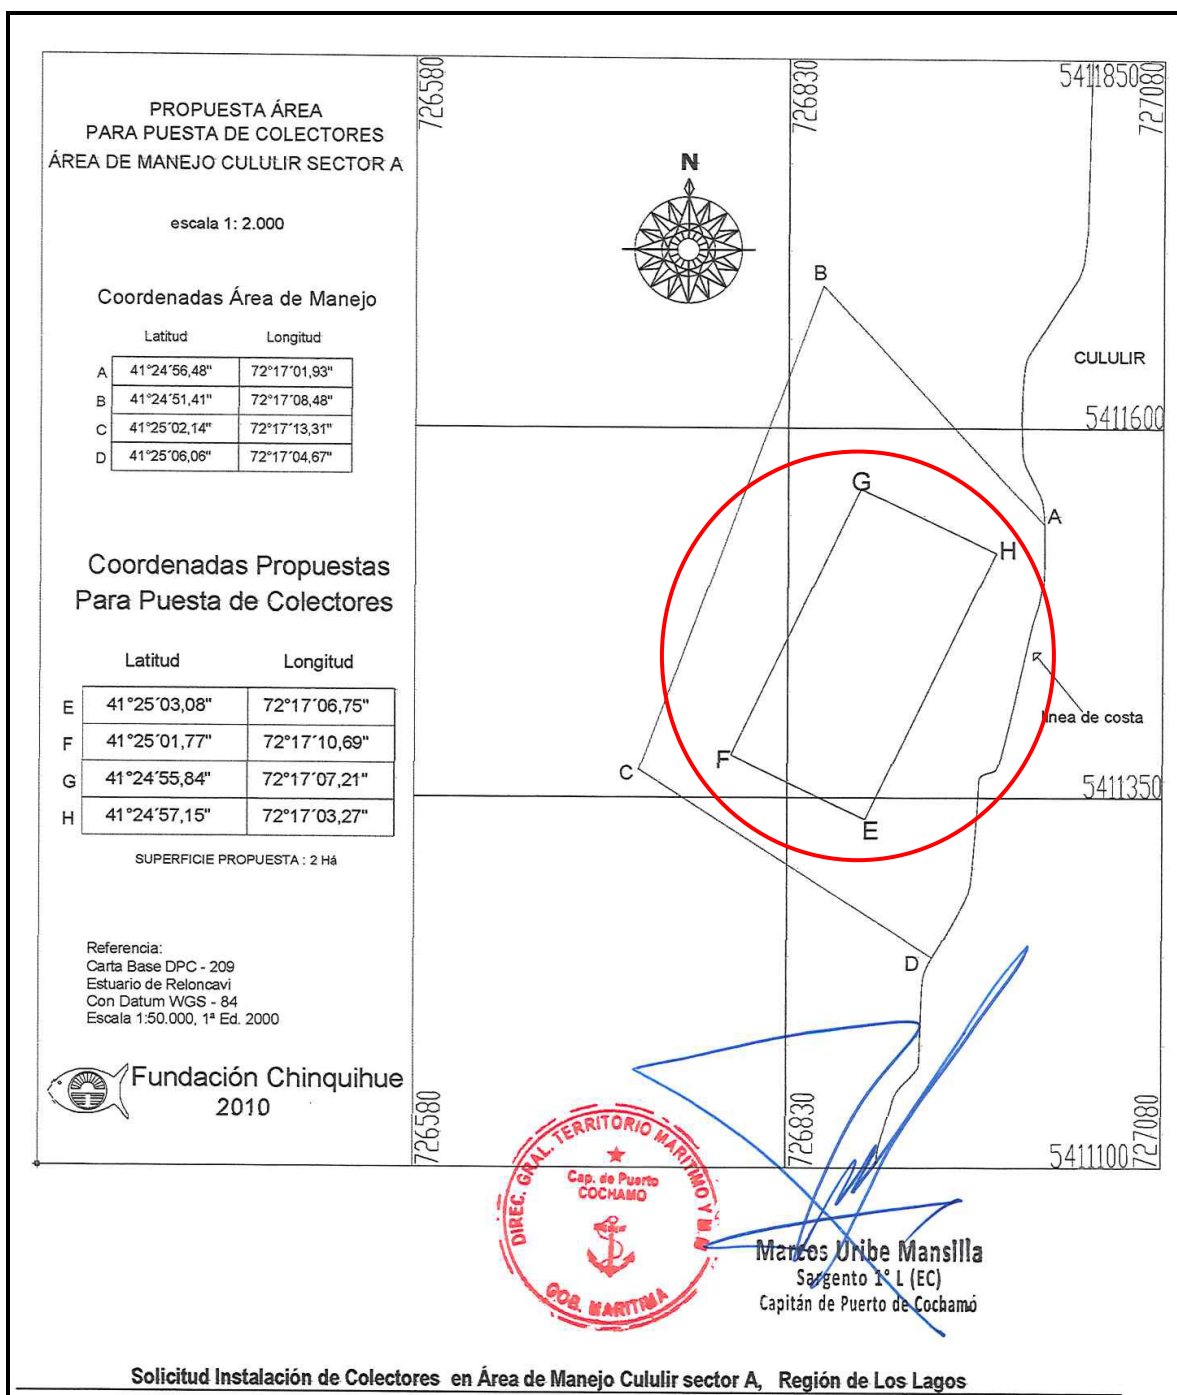 PROPUESTA ÁREA
PARA PUESTA DE COLECTORES
ÁREA DE MANEJO CULULIR SECTOR A
escala 1: 2.000
Coordenadas Área de Manejo
Latitud Longitud
A 41°24´56,48" 72°17´01,93"
B 41°24´51,41" 72°17´08,48"
C 41°25´02,14" 72°17´13,31"
D 41°25´06,06" 72°17´04,67"
Coordenadas Propuestas
Para Puesta de Colectores
Latitud Longitud
E 41°25´03,08" 72°17´06,75"
F 41°25´01,77" 72°17´10,69"
G 41°24´55,84" 72°17´07,21"
H 41°24´57,15" 72°17´03,27"
SUPERFICIE PROPUESTA : 2 Há
Referencia:
Carta Base DPC - 209
Estuario de Reloncavi
Con Datum WGS - 84
Escala 1:50.000, 1ª Ed. 2000
Fundación Chinquihue
2010
726580
726830
5411850
727080
N
B
CULULIR
5411600
G
A
H
linea de costa
F
C
5411350
E
D
726580
726830
5411100
727080
DIREC. GRAL. TERRITORIO MARITIMO Y M M
Cap. de Puerto
COCHAMO
GOB. MARITIMA
Marcos Uribe Mansilla
Sargento 1° L (EC)
Capitán de Puerto de Cochamó
Solicitud Instalación de Colectores en Área de Manejo Cululir sector A, Región de Los Lagos